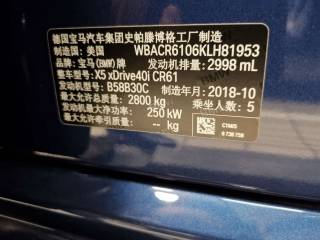 德国宝马汽车集团史帕滕博格工厂制造
制造国：美国 WBACR6106KLH81953
品牌：宝马(BMW)牌 发动机排量：2998 mL
整车型号：X5 xDrive40i CR61
发动机型号：B58B30C 制造年月：2018-10
最大允许总质量：2800 kg 乘坐人数：5
发动机最大净功率：250 kW
最大允许牵引质量：-- kg